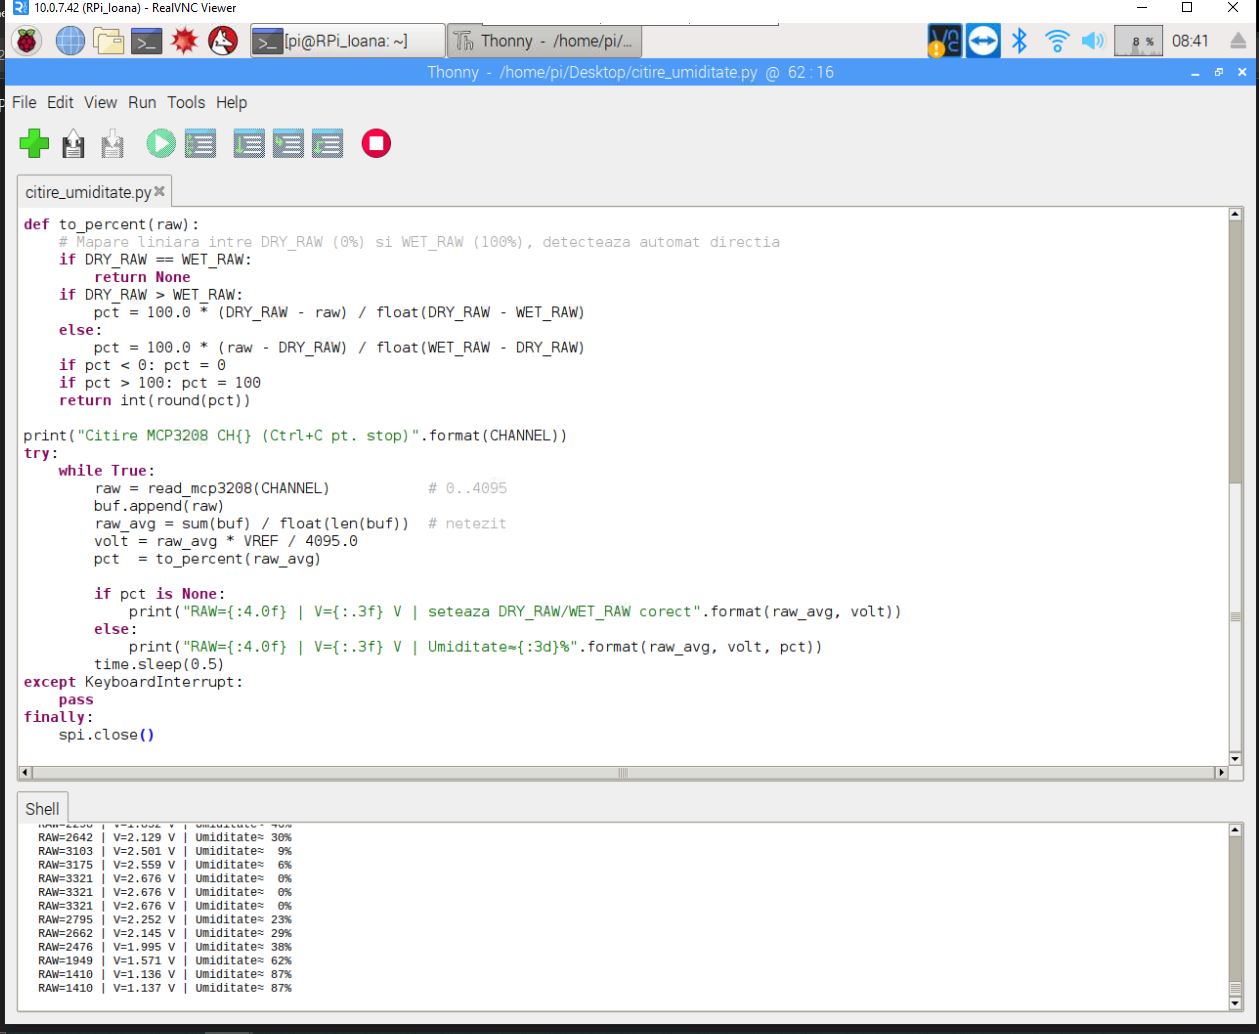 10.0.7.42 (RPi_Ioana) - RealVNC Viewer
[pi@RPi_Ioana: ~]
Thonny - /home/pi/...
8 %
08:41
Thonny - /home/pi/Desktop/citire_umiditate.py @ 62:16
File Edit View Run Tools Help
citire_umiditate.py
def to_percent(raw):
    # Mapare liniara intre DRY_RAW (0%) si WET_RAW (100%), detecteaza automat directia
    if DRY_RAW == WET_RAW:
        return None
    if DRY_RAW > WET_RAW:
        pct = 100.0 * (DRY_RAW - raw) / float(DRY_RAW - WET_RAW)
    else:
        pct = 100.0 * (raw - DRY_RAW) / float(WET_RAW - DRY_RAW)
    if pct < 0: pct = 0
    if pct > 100: pct = 100
    return int(round(pct))
print("Citire MCP3208 CH{} (Ctrl+C pt. stop)".format(CHANNEL))
try:
    while True:
        raw = read_mcp3208(CHANNEL)           # 0..4095
        buf.append(raw)
        raw_avg = sum(buf) / float(len(buf))  # netezit
        volt = raw_avg * VREF / 4095.0
        pct  = to_percent(raw_avg)
        if pct is None:
            print("RAW={:4.0f} | V={:.3f} V | seteaza DRY_RAW/WET_RAW corect".format(raw_avg, volt))
        else:
            print("RAW={:4.0f} | V={:.3f} V | Umiditate≈{:3d}%".format(raw_avg, volt, pct))
        time.sleep(0.5)
except KeyboardInterrupt:
    pass
finally:
    spi.close()
Shell
RAW=2642 | V=2.129 V | Umiditate≈ 30%
RAW=3103 | V=2.501 V | Umiditate≈  9%
RAW=3175 | V=2.559 V | Umiditate≈  6%
RAW=3321 | V=2.676 V | Umiditate≈  0%
RAW=3321 | V=2.676 V | Umiditate≈  0%
RAW=3321 | V=2.676 V | Umiditate≈  0%
RAW=2795 | V=2.252 V | Umiditate≈ 23%
RAW=2662 | V=2.145 V | Umiditate≈ 29%
RAW=2476 | V=1.995 V | Umiditate≈ 38%
RAW=1949 | V=1.571 V | Umiditate≈ 62%
RAW=1410 | V=1.136 V | Umiditate≈ 87%
RAW=1410 | V=1.137 V | Umiditate≈ 87%